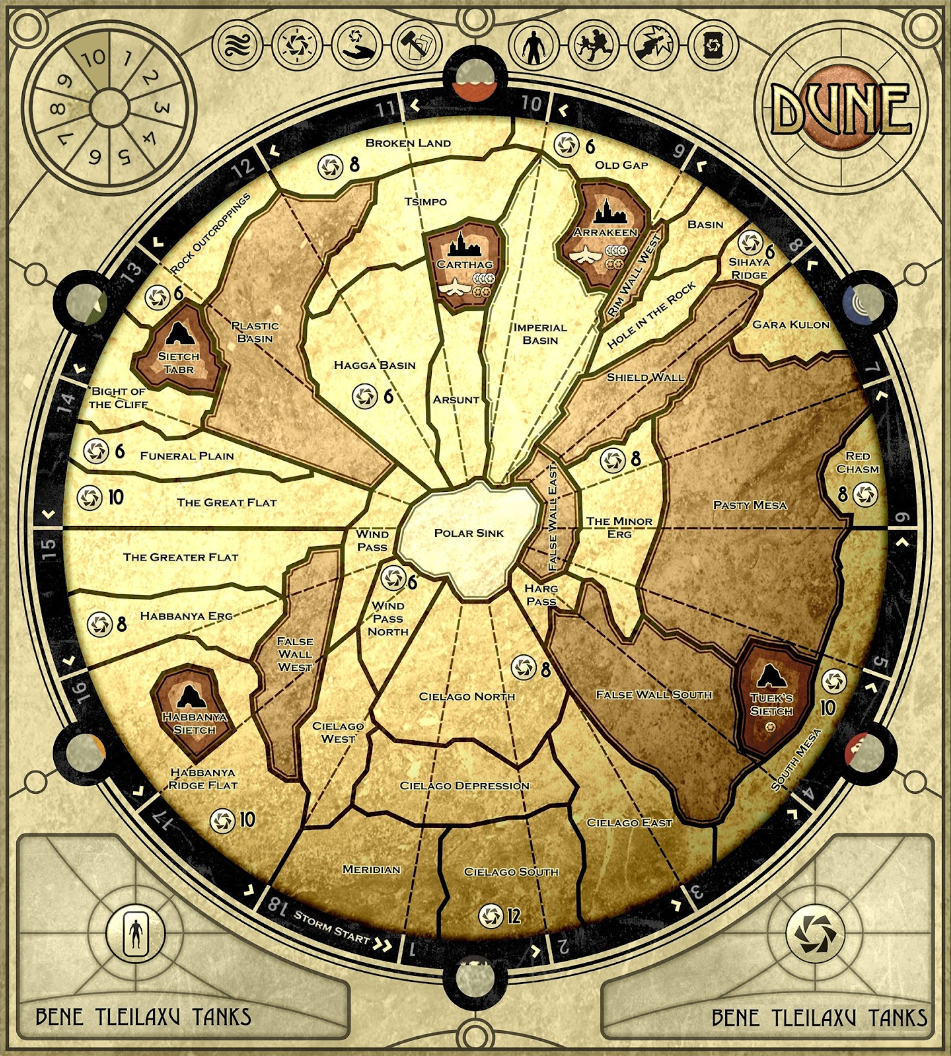 10
1
2
3
4
5
6
7
8
9
DUNE
11
10
12
9
BROKEN LAND
6
OLD GAP
8
TSIMPO
BASIN
8
6
SIHAYA
RIDGE
ROCK OUTCROPPINGS
CARTHAG
ARRAKEEN
RIM WALL WEST
13
6
HOLE IN THE ROCK
GARA KULON
PLASTIC
BASIN
IMPERIAL
BASIN
SIETCH
TABR
HAGGA BASIN
6
SHIELD WALL
7
14
BIGHT OF
THE CLIFF
ARSUNT
6
FUNERAL PLAIN
8
RED
CHASM
8
10
THE GREAT FLAT
FALSE WALL EAST
PASTY MESA
THE MINOR
ERG
POLAR SINK
WIND
PASS
6
15
THE GREATER FLAT
6
HARG
PASS
8
HABBANYA ERG
WIND
PASS
NORTH
FALSE
WALL
WEST
8
5
16
CIELAGO NORTH
FALSE WALL SOUTH
TUEK'S
SIETCH
10
HABBANYA
SIETCH
CIELAGO
WEST
SOUTH MESA
HABBANYA
RIDGE FLAT
CIELAGO DEPRESSION
4
17
10
CIELAGO EAST
MERIDIAN
CIELAGO SOUTH
12
3
18
STORM START
1
2
BENE TLEILAXU TANKS
BENE TLEILAXU TANKS